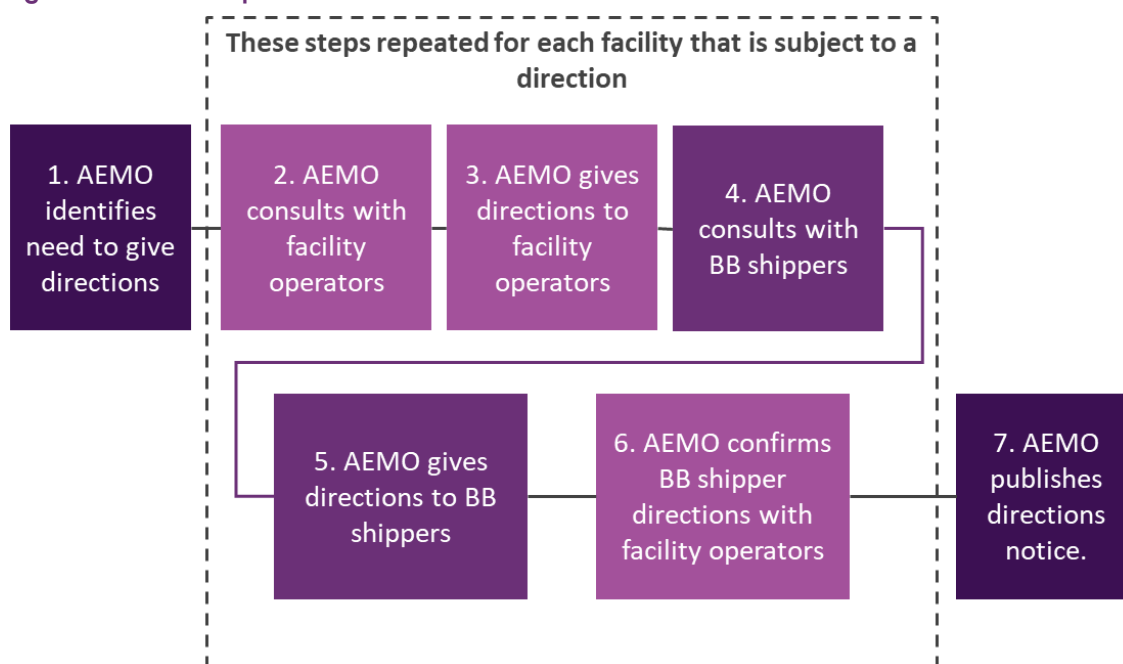 These steps repeated for each facility that is subject to a
direction
1. AEMO
identifies
need to give
directions
2. AEMO
consults with
facility
operators
3. AEMO gives
directions to
facility
operators
4. AEMO
consults with
BB shippers
5. AEMO gives
directions to BB
shippers
6. AEMO confirms
BB shipper
directions with
facility operators
7. AEMO
publishes
directions
notice.